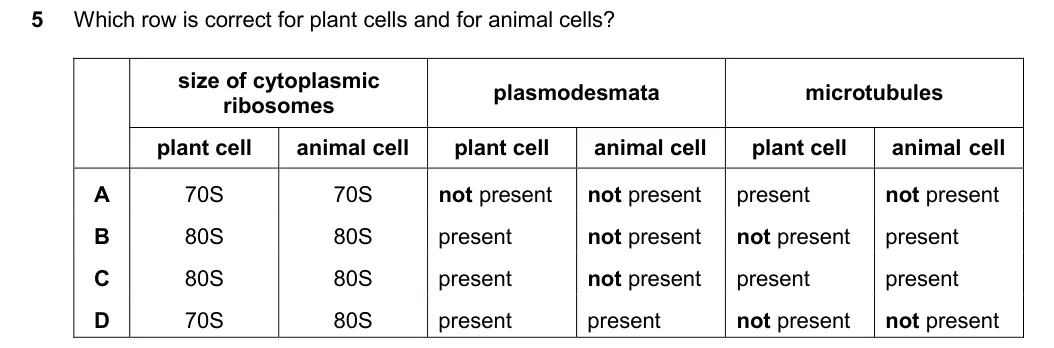 5 Which row is correct for plant cells and for animal cells?
size of cytoplasmic ribosomes plasmodesmata microtubules
plant cell animal cell plant cell animal cell plant cell animal cell
A 70S 70S not present not present present not present
B 80S 80S present not present not present present
C 80S 80S present not present present present
D 70S 80S present present not present not present